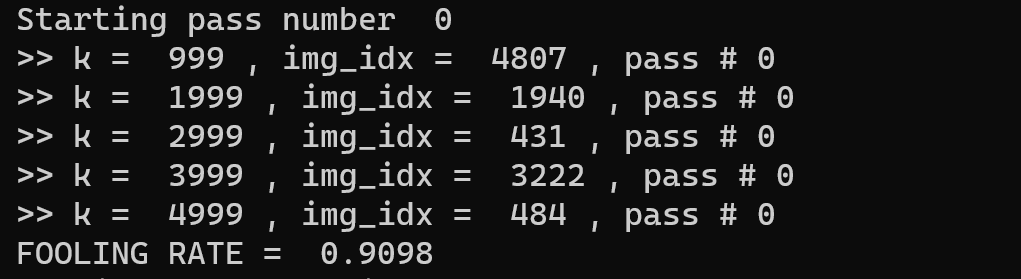 Starting pass number  0
>> k =  999 , img_idx =  4807 , pass # 0
>> k =  1999 , img_idx =  1940 , pass # 0
>> k =  2999 , img_idx =  431 , pass # 0
>> k =  3999 , img_idx =  3222 , pass # 0
>> k =  4999 , img_idx =  484 , pass # 0
FOOLING RATE =  0.9098